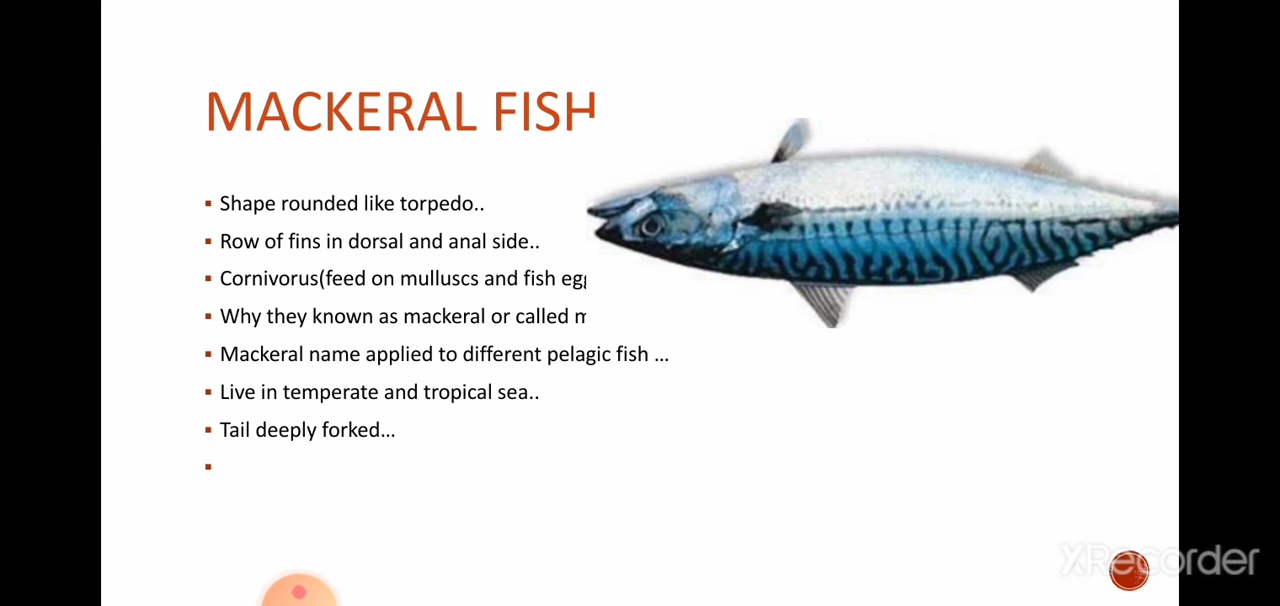 MACKERAL FISH
Shape rounded like torpedo..
Row of fins in dorsal and anal side..
Cornivorus(feed on mulluscs and fish
Why they known as mackeral or called
Mackeral name applied to different pelagic fish ...
Live in temperate and tropical sea..
Tail deeply forked...
XRecorder